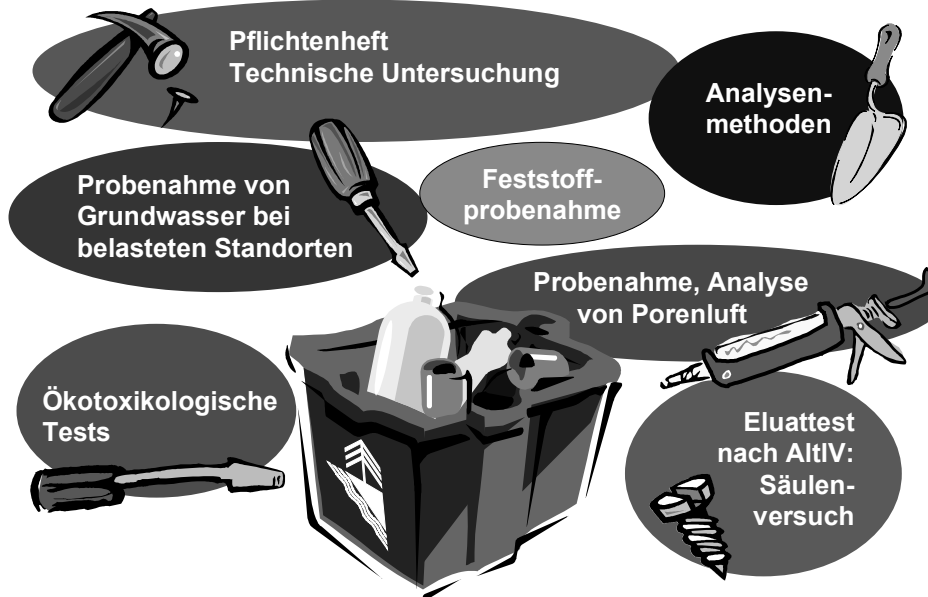 Pflichtenheft
Technische Untersuchung
Analysen-
methoden
Probenahme von
Grundwasser bei
belasteten Standorten
Feststoff-
probenahme
Probenahme, Analyse
von Porenluft
Ökotoxikologische
Tests
Eluattest
nach AltlV:
Säulen-
versuch